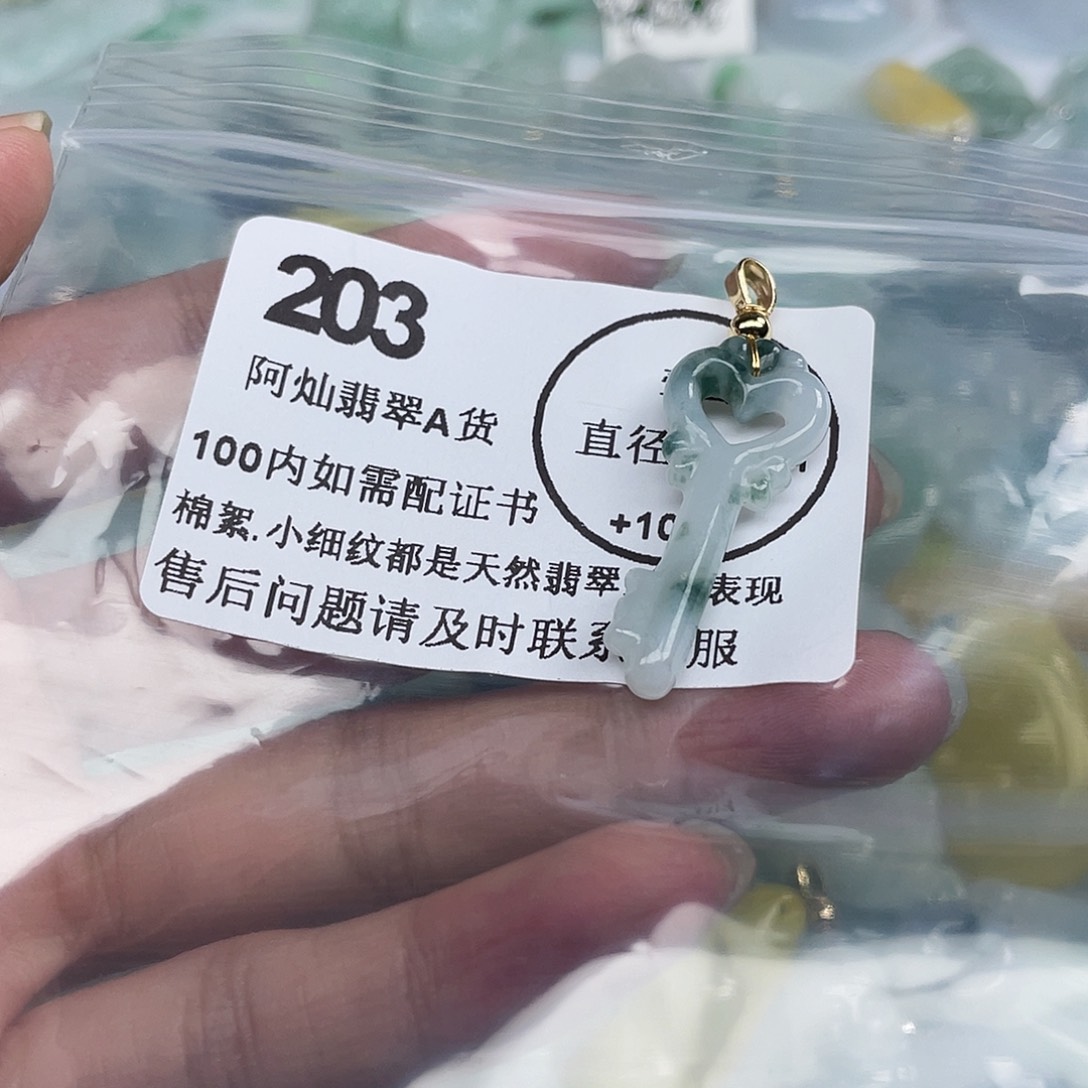 203
阿灿翡翠A货
100内如需配证书
棉絮.小细纹都是天然翡翠 表现
售后问题请及时联系 服
直径
+10